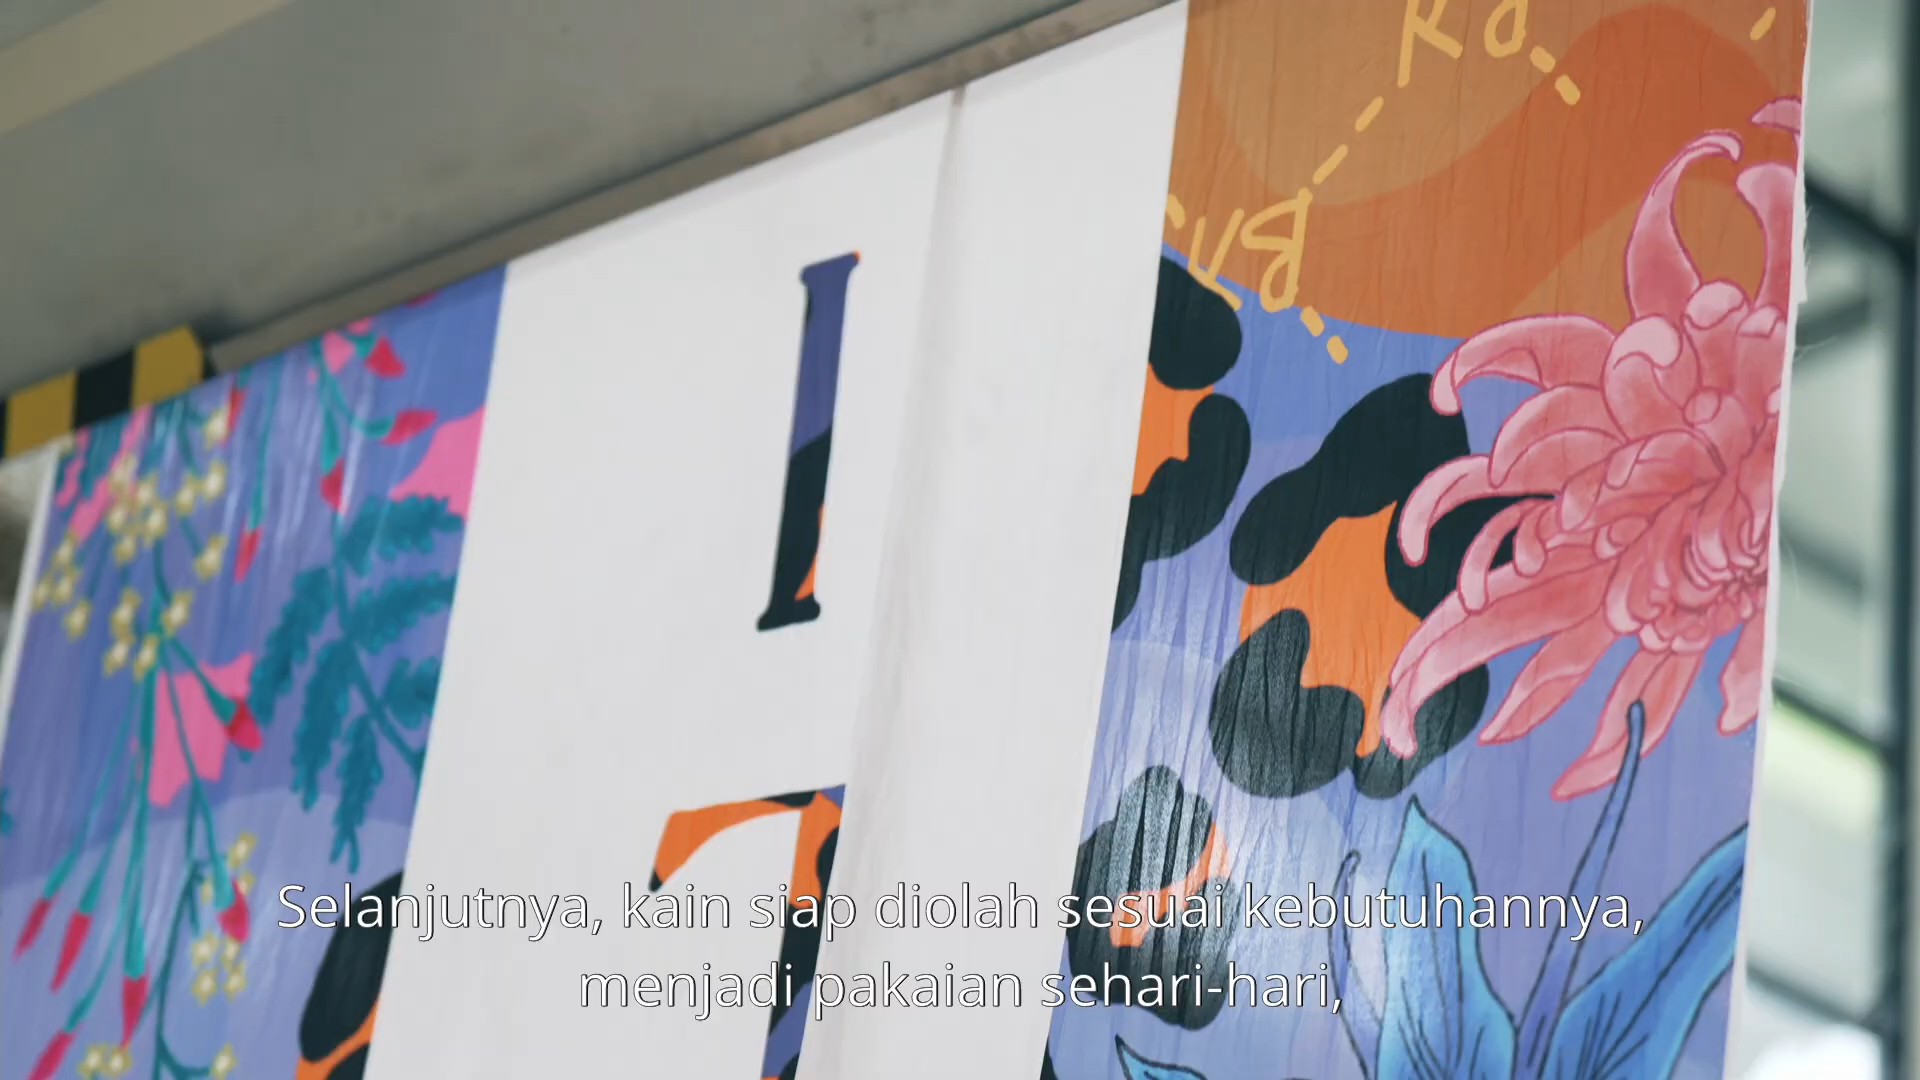 Selanjutnya, kain siap diolah sesuai kebutuhannya,
menjadi pakaian sehari-hari,